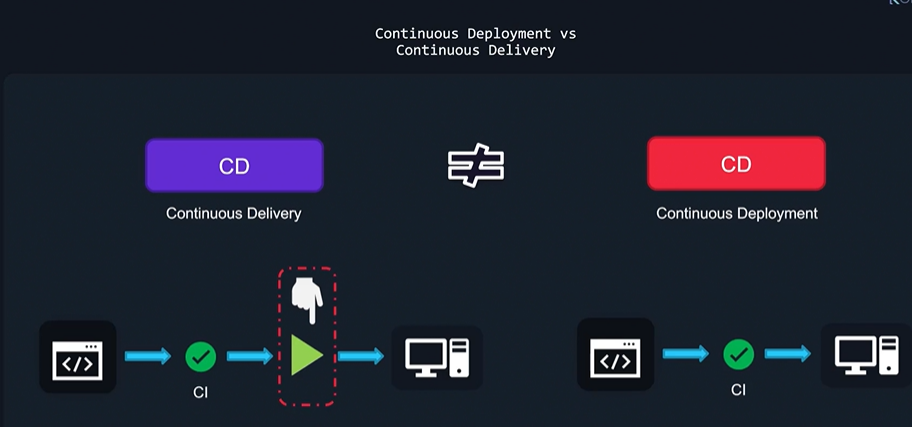 Continuous Deployment vs
Continuous Delivery
CD
CD
Continuous Delivery
Continuous Deployment
</>
</>
CI
CI